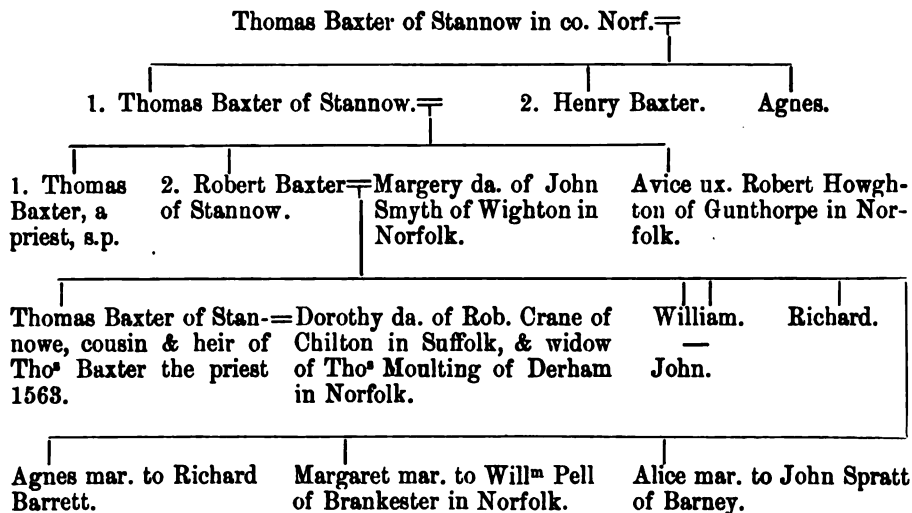 Thomas Baxter of Stannow in co. Norf.
1. Thomas Baxter of Stannow.
2. Henry Baxter.
Agnes.
1. Thomas
Baxter, a
priest, s.p.
2. Robert Baxter
of Stannow.
Margery da. of John
Smyth of Wighton in
Norfolk.
Avice ux. Robert Howgh-
ton of Gunthorpe in Nor-
folk.
Thomas Baxter of Stan-
nowe, cousin & heir of
Thoˢ Baxter the priest
1563.
Dorothy da. of Rob. Crane of
Chilton in Suffolk, & widow
of Thoˢ Moulting of Derham
in Norfolk.
William.
John.
Richard.
Agnes mar. to Richard
Barrett.
Margaret mar. to Willᵐ Pell
of Brankester in Norfolk.
Alice mar. to John Spratt
of Barney.